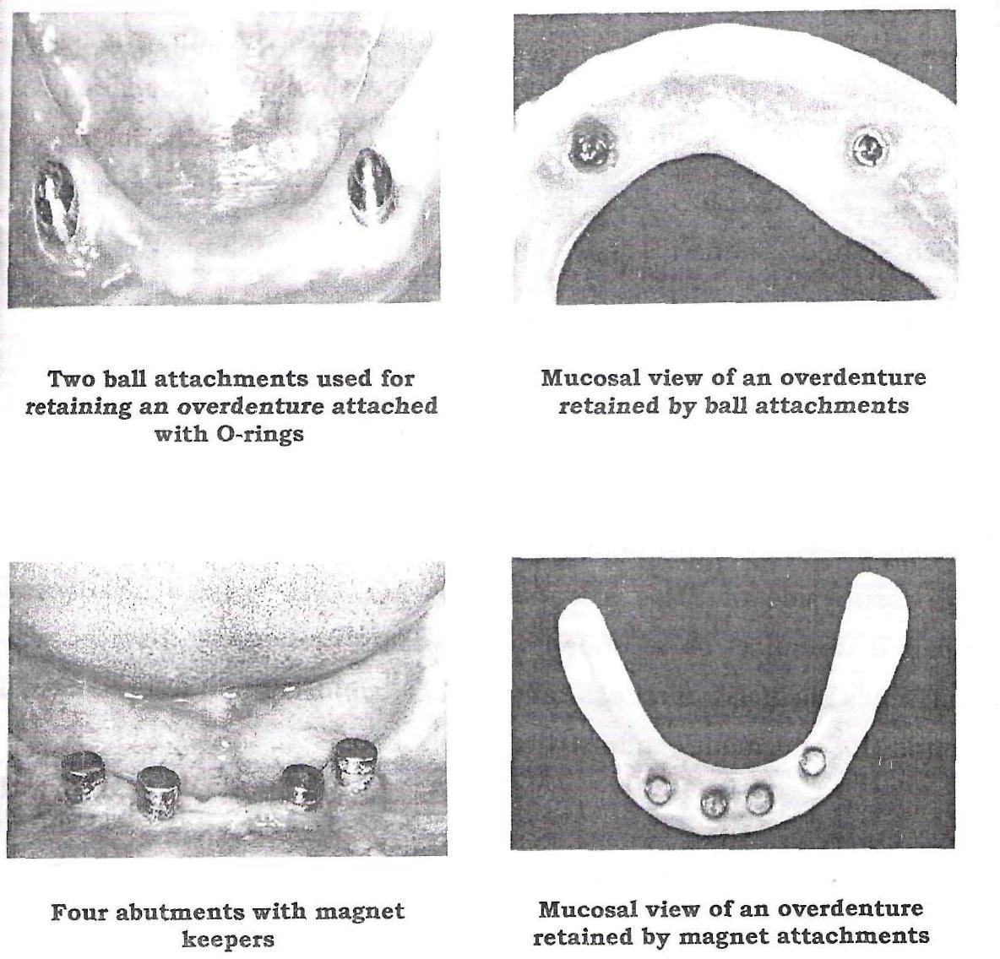 Two ball attachments used for
retaining an overdenture attached
with O-rings
Mucosal view of an overdenture
retained by ball attachments
Four abutments with magnet
keepers
Mucosal view of an overdenture
retained by magnet attachments